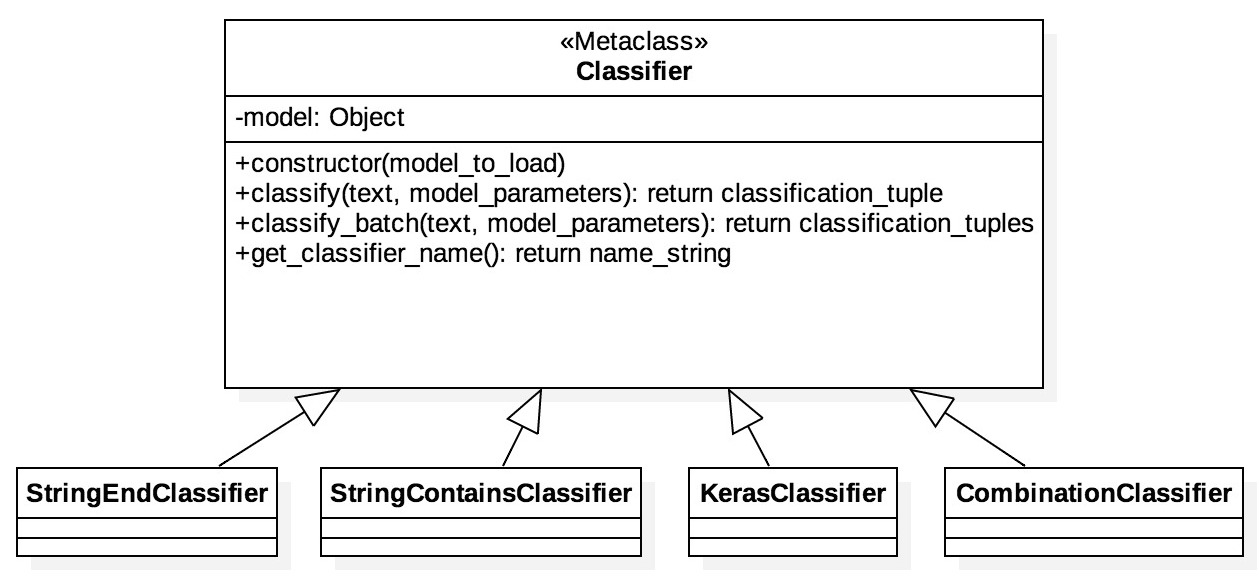 «Metaclass»
Classifier
-model: Object
+constructor(model_to_load)
+classify(text, model_parameters): return classification_tuple
+classify_batch(text, model_parameters): return classification_tuples
+get_classifier_name(): return name_string
StringEndClassifier
StringContainsClassifier
KerasClassifier
CombinationClassifier